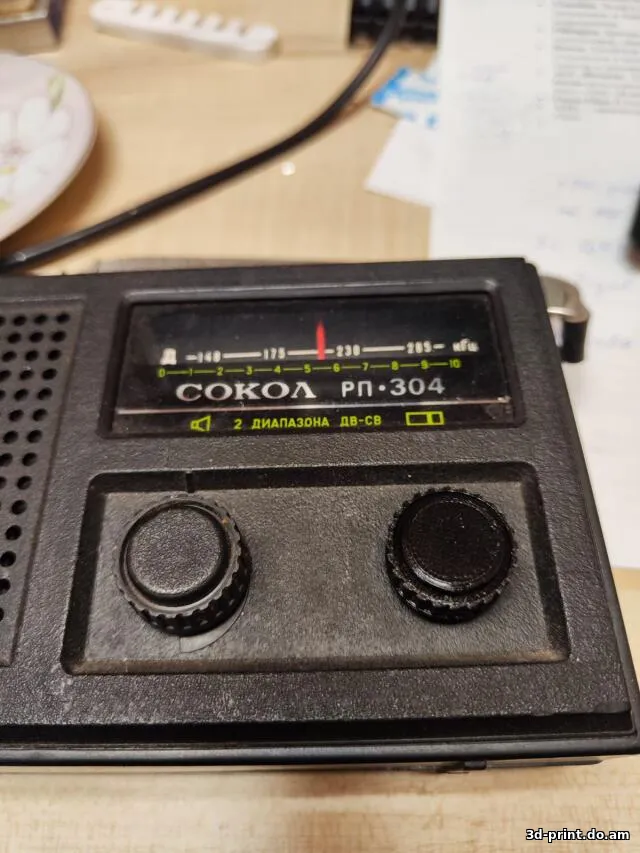 Д 140 175 230 285 кГц
0 1 2 3 4 5 6 7 8 9 10
СОКОЛ РП·304
2 ДИАПАЗОНА ДВ-СВ
3d-print.do.am